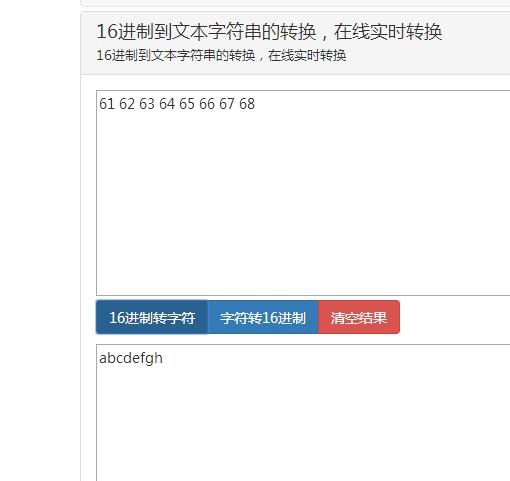 16进制到文本字符串的转换，在线实时转换
16进制到文本字符串的转换，在线实时转换
61 62 63 64 65 66 67 68
16进制转字符 字符转16进制 清空结果
abcdefgh